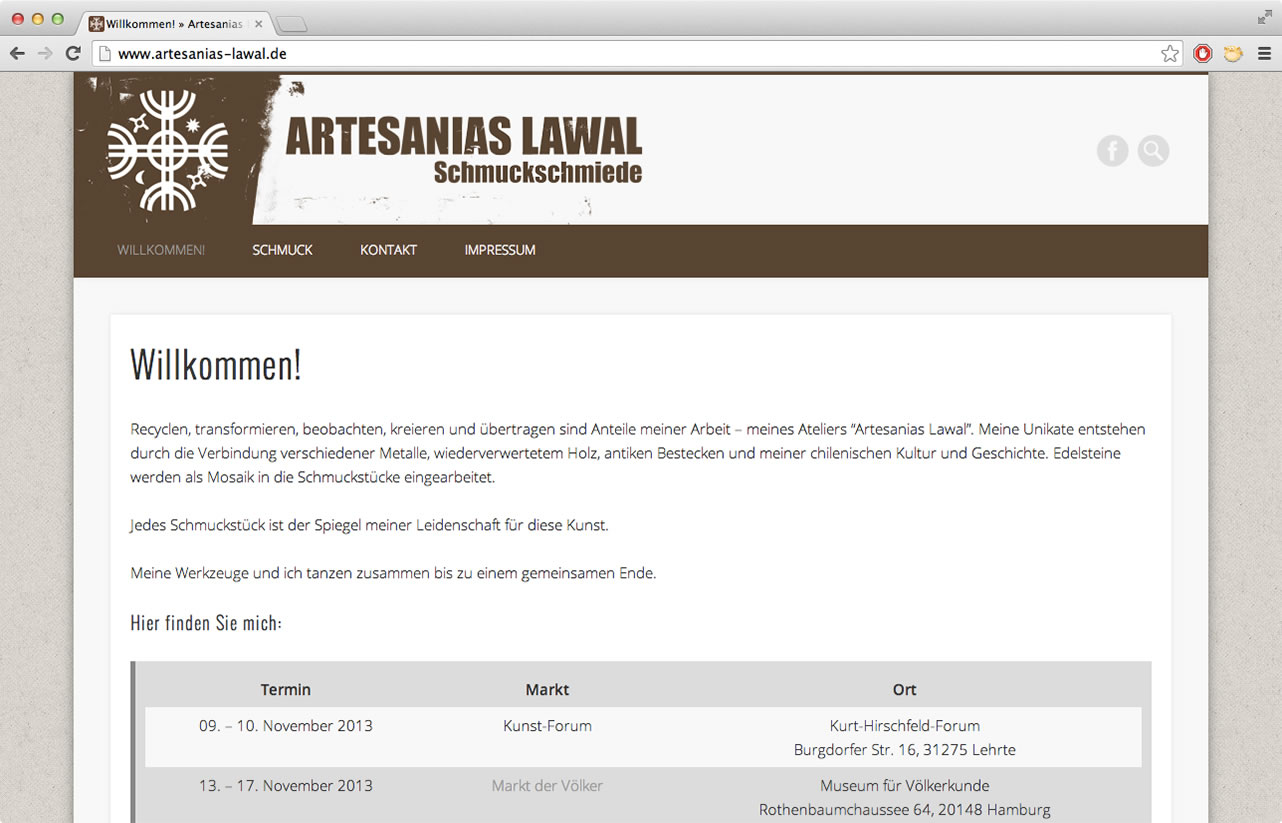 Willkommen! » Artesanias
www.artesanias-lawal.de
ARTESANIAS LAWAL
Schmuckschmiede
WILLKOMMEN! SCHMUCK KONTAKT IMPRESSUM
Willkommen!
Recyclen, transformieren, beobachten, kreieren und übertragen sind Anteile meiner Arbeit – meines Ateliers “Artesanias Lawal”. Meine Unikate entstehen
durch die Verbindung verschiedener Metalle, wiederverwertetem Holz, antiken Bestecken und meiner chilenischen Kultur und Geschichte. Edelsteine
werden als Mosaik in die Schmuckstücke eingearbeitet.
Jedes Schmuckstück ist der Spiegel meiner Leidenschaft für diese Kunst.
Meine Werkzeuge und ich tanzen zusammen bis zu einem gemeinsamen Ende.
Hier finden Sie mich:
Termin Markt Ort
09. – 10. November 2013 Kunst-Forum Kurt-Hirschfeld-Forum
Burgdorfer Str. 16, 31275 Lehrte
13. – 17. November 2013 Markt der Völker Museum für Völkerkunde
Rothenbaumchaussee 64, 20148 Hamburg